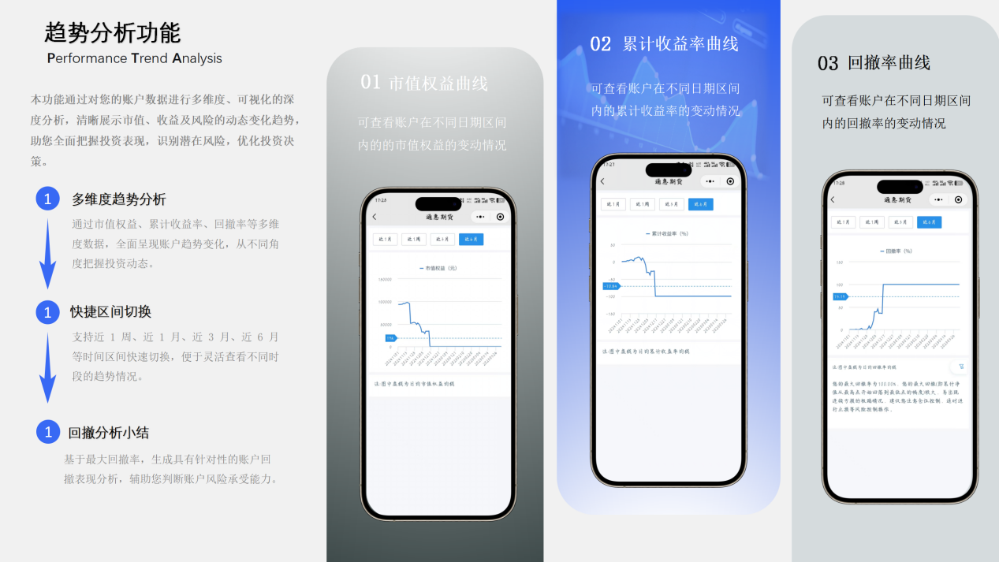 趋势分析功能
Performance Trend Analysis
本功能通过对您的账户数据进行多维度、可视化的深
度分析，清晰展示市值、收益及风险的动态变化趋势，
助您全面把握投资表现，识别潜在风险，优化投资决
策。
1 多维度趋势分析
通过市值权益、累计收益率、回撤率等多维
度数据，全面呈现账户趋势变化，从不同角
度把握投资动态。
1 快捷区间切换
支持近 1 周、近 1 月、近 3 月、近 6 月
等时间区间快速切换，便于灵活查看不同时
段的趋势情况。
1 回撤分析小结
基于最大回撤率，生成具有针对性的账户回
撤表现分析，辅助您判断账户风险承受能力。
01 市值权益曲线
可查看账户在不同日期区间
内的的市值权益的变动情况
17:28
通惠期货
近1月 近1周 近3月 近6月
市值权益（元）
150000
100000
50000
196
0
20241101
注:图中虚线为日的市值权益的线
02 累计收益率曲线
可查看账户在不同日期区间
内的累计收益率的变动情况
17:27
通惠期货
近1月 近1周 近3月 近6月
累计收益率（%）
50
0
-50
-100
-150
20241101
注:图中虚线为日的累计收益率的线
03 回撤率曲线
可查看账户在不同日期区间
内的回撤率的变动情况
17:28
通惠期货
近1月 近1周 近3月 近6月
回撤率（%）
150
100
50
0
20241101
注:图中虚线为日的回撤率的线
您的最大回撤率为100.00%，您的最大回撤(即累计净
值从最高点开始回落到最低点的幅度)较大，易出现
连续亏损的极端情况，建议您注意仓位控制，适时进
行止损等风险控制操作。